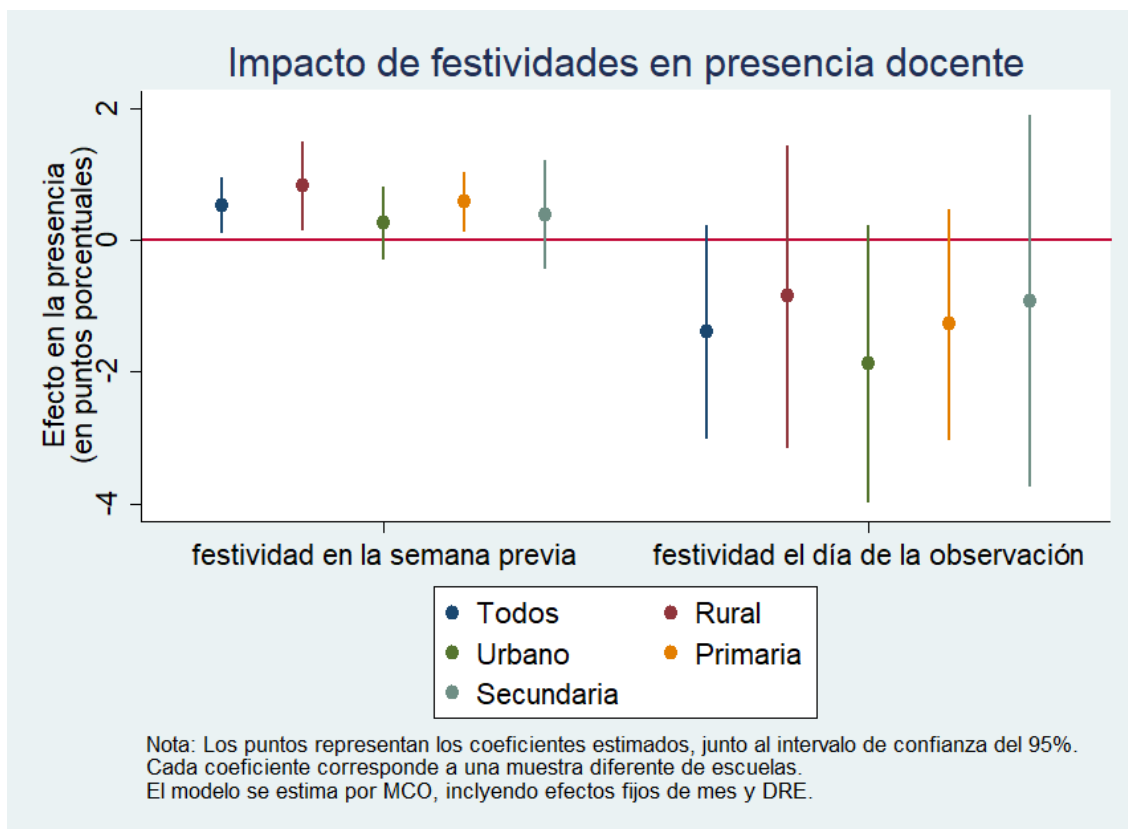 Impacto de festividades en presencia docente
Efecto en la presencia
(en puntos porcentuales)
2
0
-2
-4
festividad en la semana previa
festividad el día de la observación
Todos
Rural
Urbano
Primaria
Secundaria
Nota: Los puntos representan los coeficientes estimados, junto al intervalo de confianza del 95%.
Cada coeficiente corresponde a una muestra diferente de escuelas.
El modelo se estima por MCO, inclyendo efectos fijos de mes y DRE.